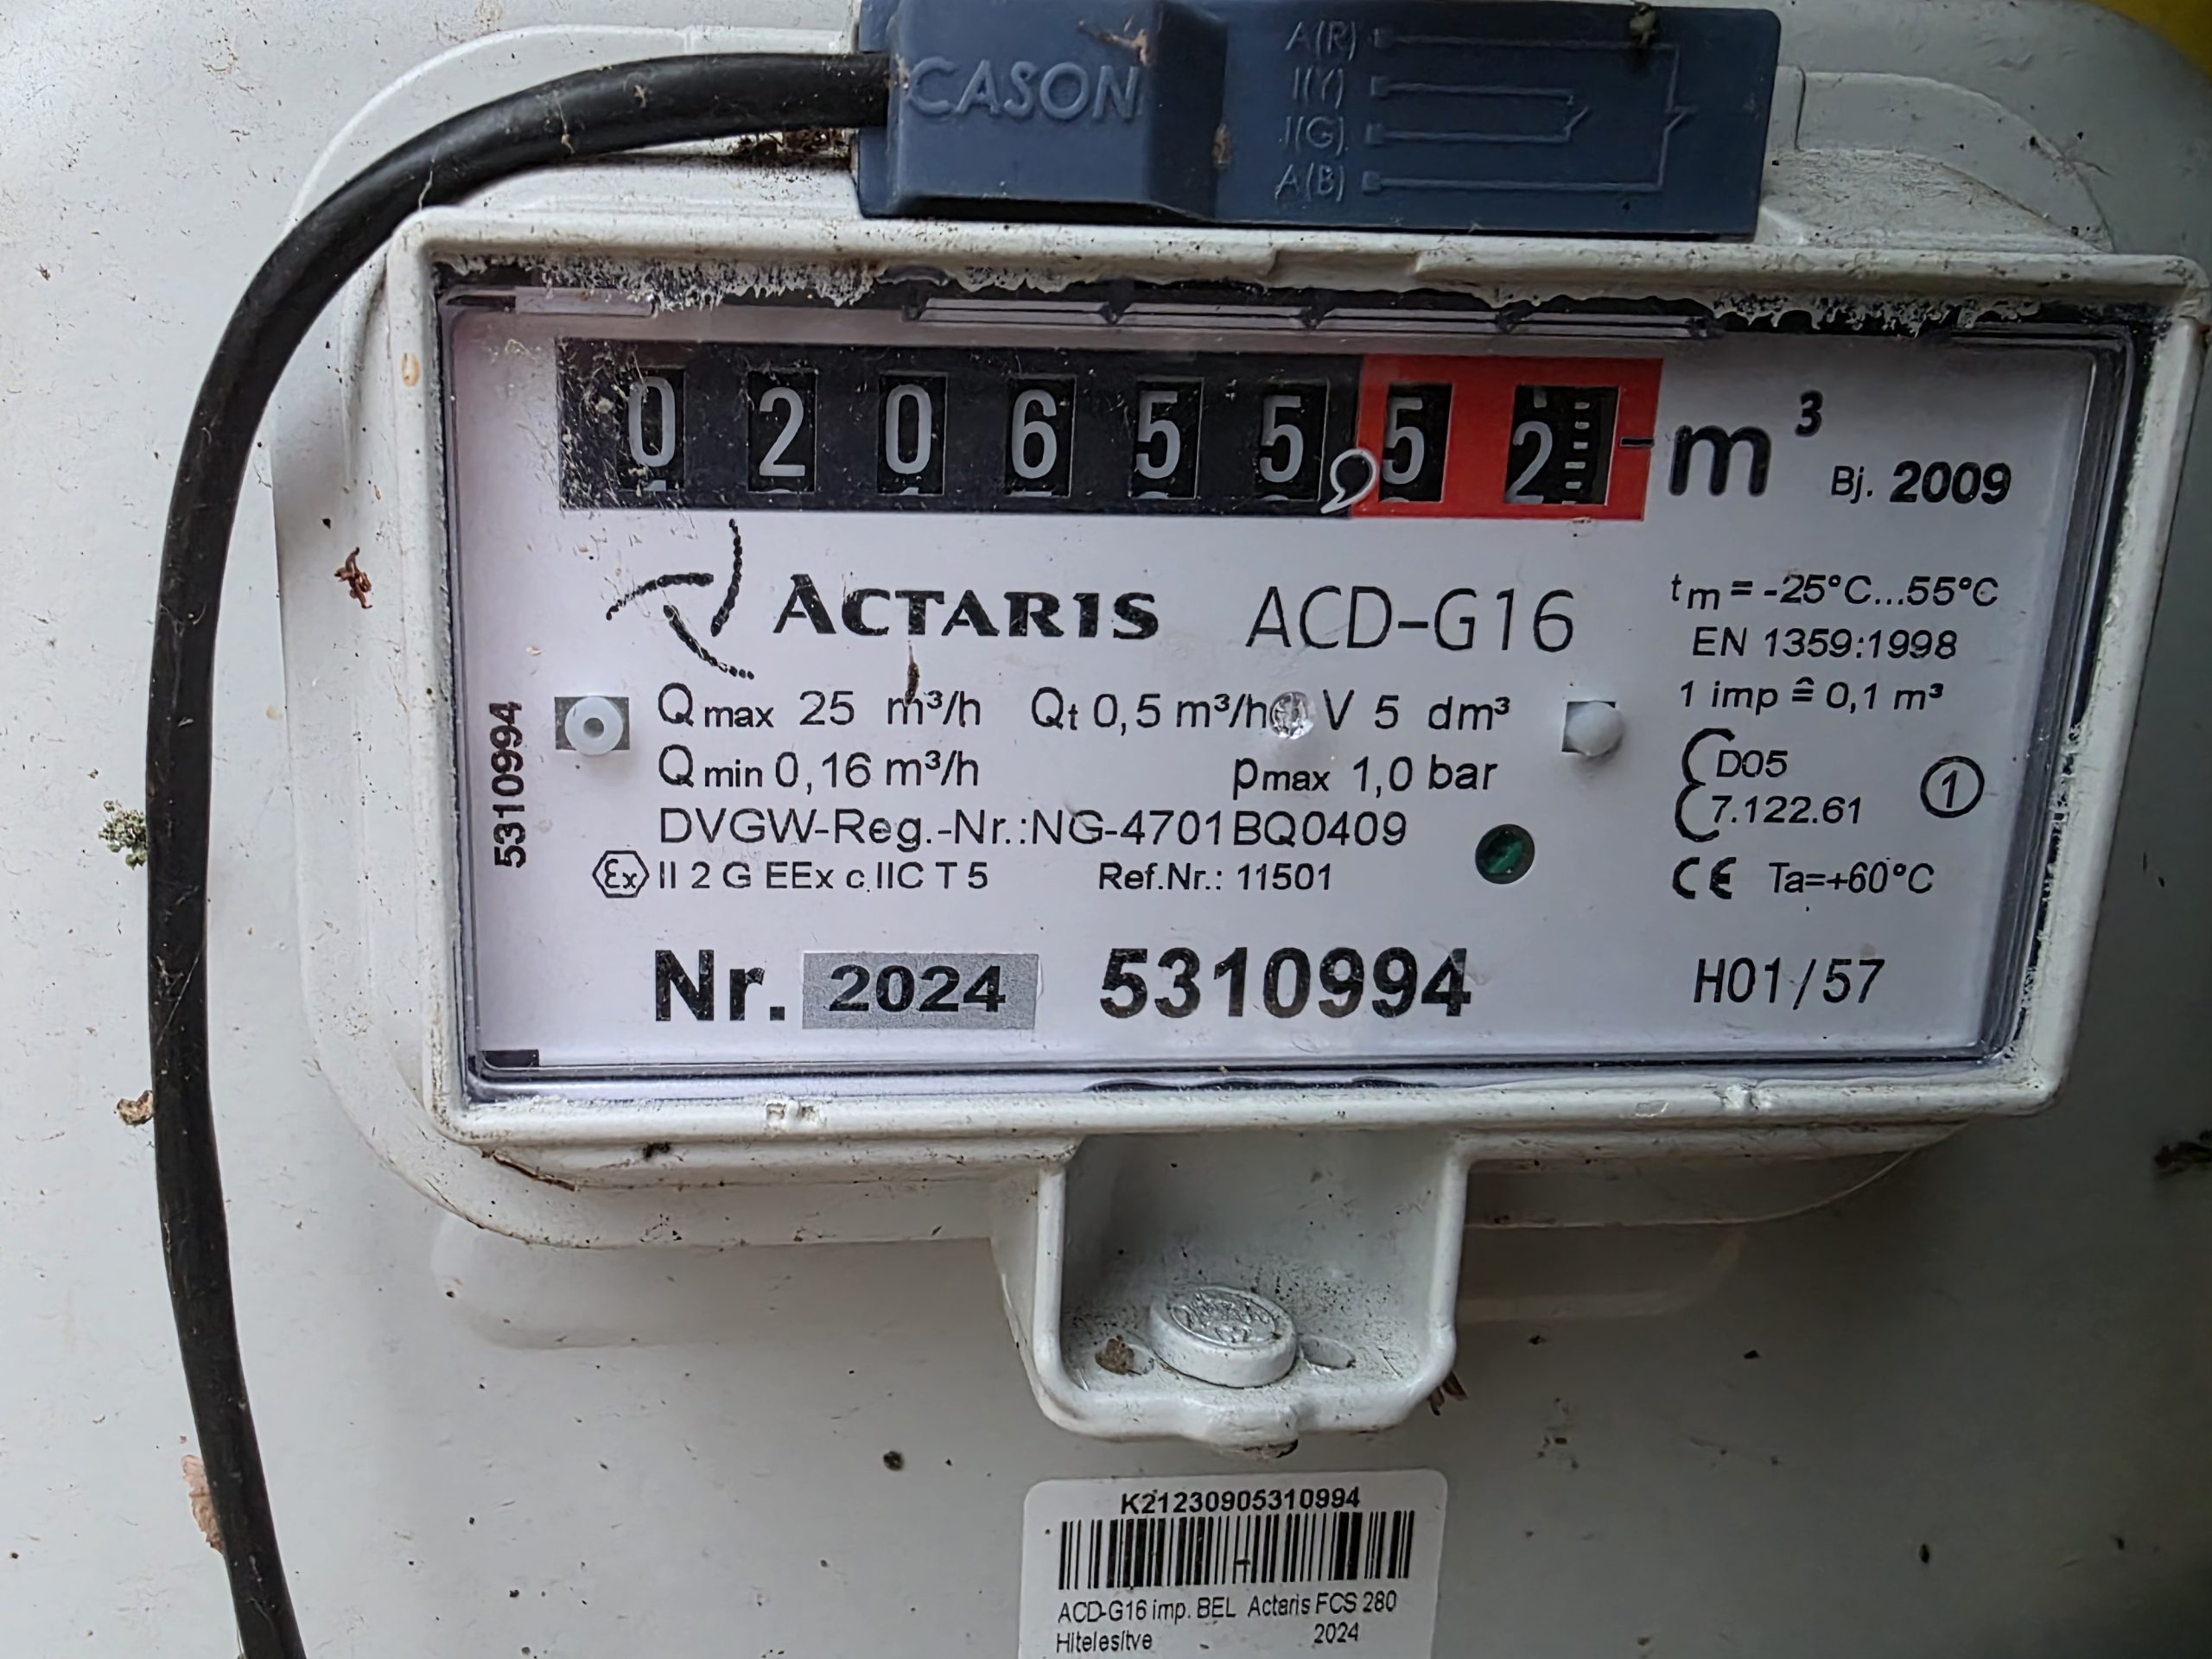 CASON
A(R)
I(Y)
I(G)
A(B)
0 2 0 6 5 5 , 5 2 m³
Bj. 2009
ACTARIS ACD-G16
tm = -25°C...55°C
EN 1359:1998
1 imp ≙ 0,1 m³
5310994
Qmax 25 m³/h Qt 0,5 m³/h V 5 dm³
Qmin 0,16 m³/h pmax 1,0 bar
DVGW-Reg.-Nr.:NG-4701BQ0409
Ex II 2 G EEx c IIC T 5 Ref.Nr.: 11501
D05
7.122.61
1
CE Ta=+60°C
Nr. 2024 5310994 H01/57
K21230905310994
ACD-G16 imp. BEL Actaris FCS 280
Hitelesítve 2024